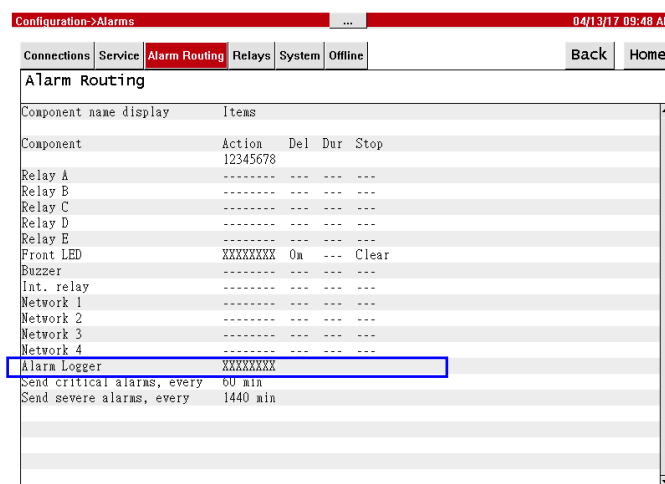 Configuration->Alarms ... 04/13/17 09:48 A
Connections Service Alarm Routing Relays System Offline Back Home
Alarm Routing
Component name display Items
Component Action Del Dur Stop
12345678
Relay A -------- --- --- ---
Relay B -------- --- --- ---
Relay C -------- --- --- ---
Relay D -------- --- --- ---
Relay E -------- --- --- ---
Front LED XXXXXXXX 0m --- Clear
Buzzer -------- --- --- ---
Int. relay -------- --- --- ---
Network 1 -------- --- --- ---
Network 2 -------- --- --- ---
Network 3 -------- --- --- ---
Network 4 -------- --- --- ---
Alarm Logger XXXXXXXX
Send critical alarms, every 60 min
Send severe alarms, every 1440 min